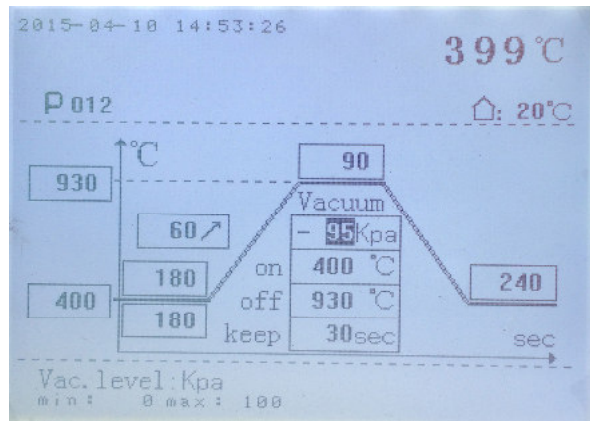 2015-04-10 14:53:26
399℃
P012
: 20℃
℃
90
930
Vacuum
60↗
- 95Kpa
180
on 400 ℃
240
400
off 930 ℃
180
keep 30sec
sec
Vac.level:Kpa
min: 0 max: 100